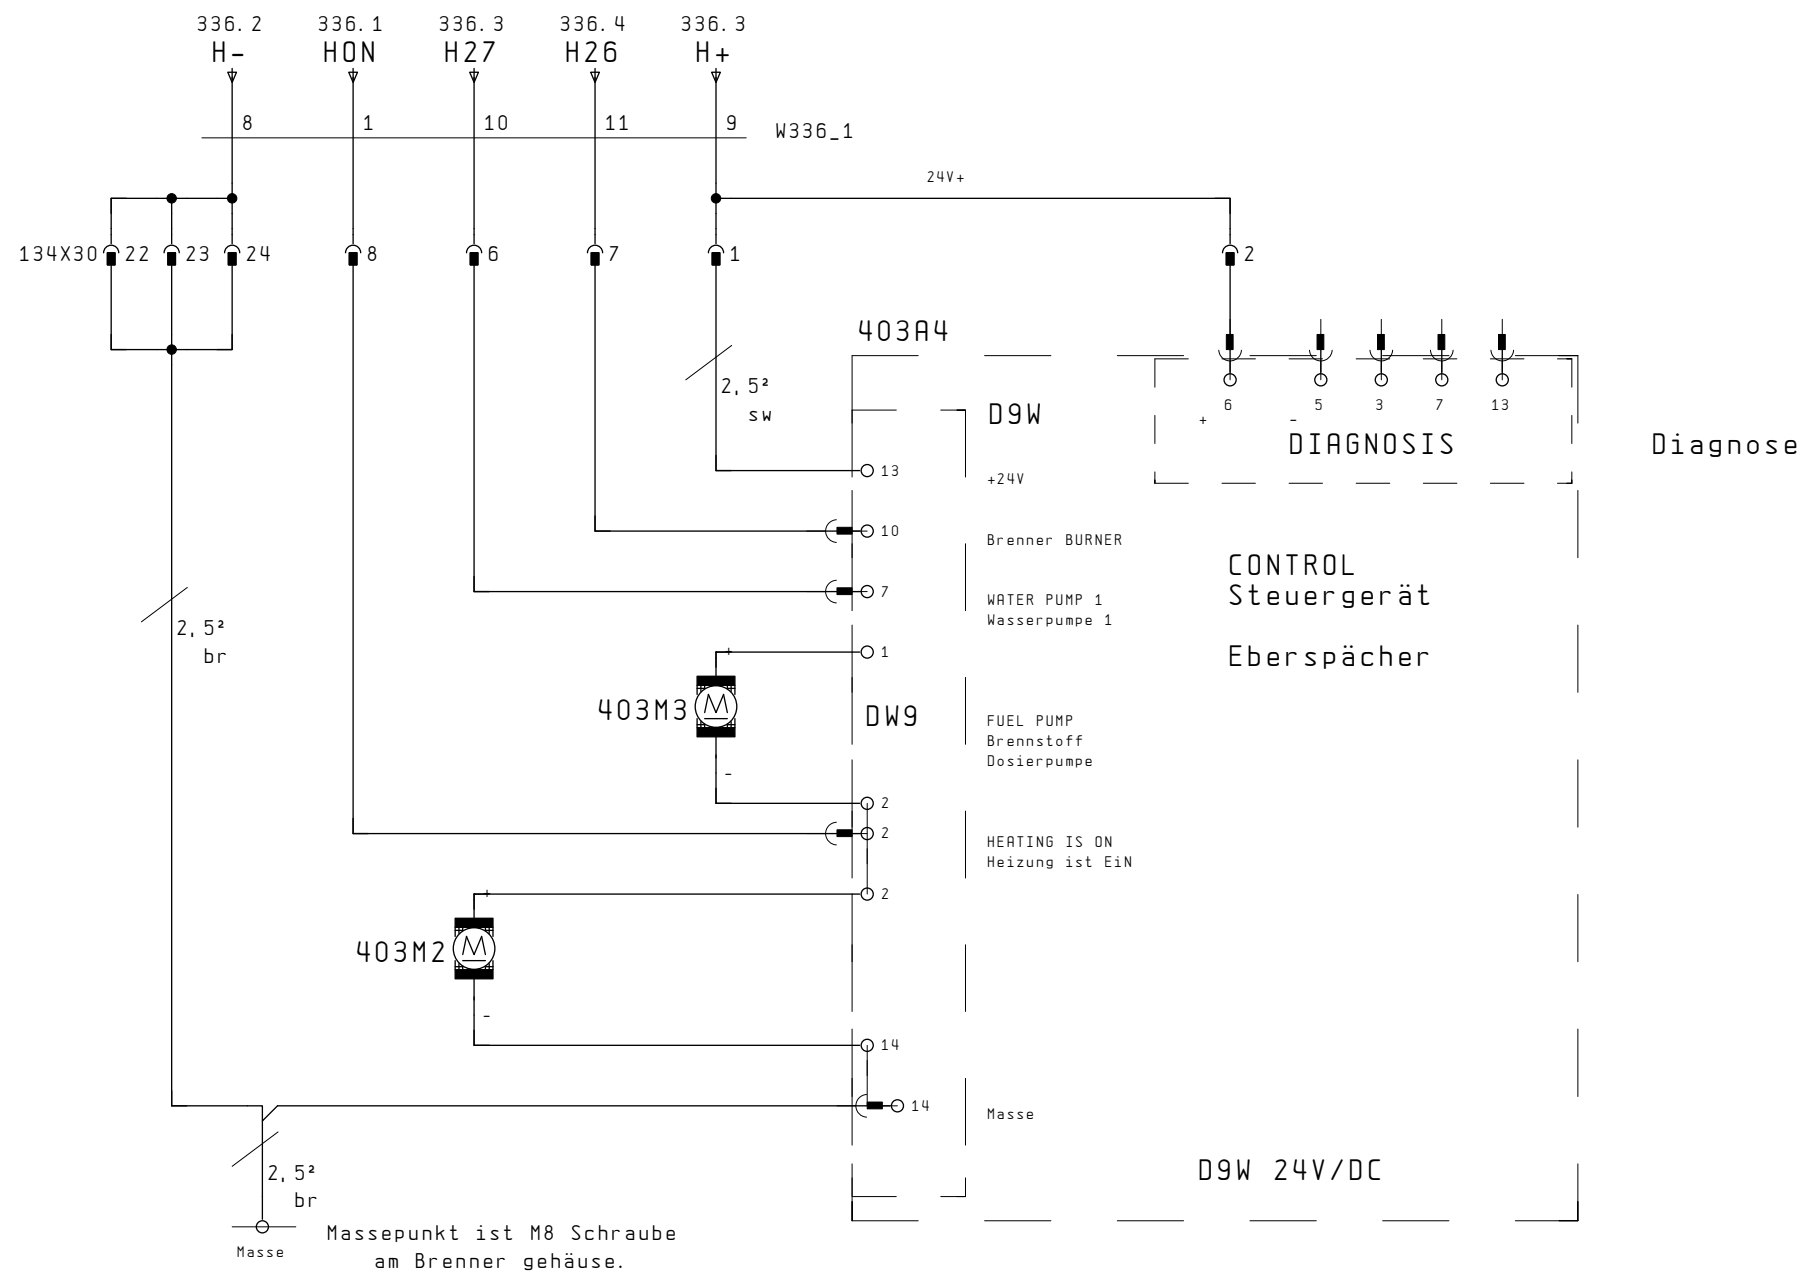 336.2 336.1 336.3 336.4 336.3
H- HON H27 H26 H+
8 1 10 11 9 W336_1
24V+
134X30 22 23 24 8 6 7 1 2
403A4
2,5²
sw
D9W
6 5 3 7 13
+ -
DIAGNOSIS Diagnose
13
+24V
10
Brenner BURNER
CONTROL
Steuergerät
7
WATER PUMP 1
Wasserpumpe 1
2,5²
br
+ 1
Eberspächer
403M3 M DW9
FUEL PUMP
Brennstoff
Dosierpumpe
-
2
2
HEATING IS ON
Heizung ist EiN
+ 2
403M2 M
-
14
14
Masse
2,5²
br
D9W 24V/DC
Masse
Massepunkt ist M8 Schraube
am Brenner gehäuse.